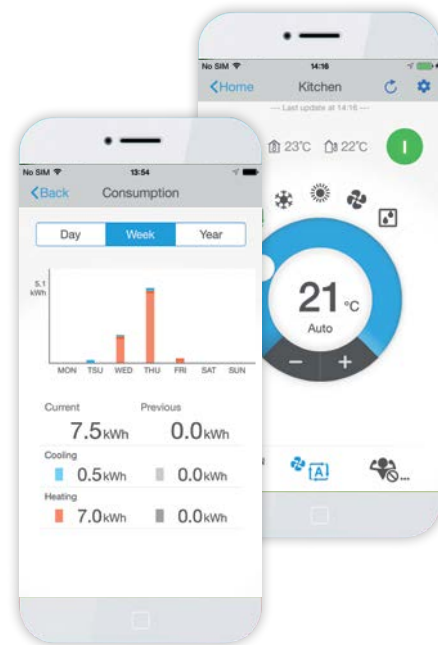 No SIM 14:16
Home Kitchen
--- Last update at 14:16 ---
23°C 22°C
21 °C
Auto
− +
...
No SIM 13:54
Back Consumption
Day Week Year
5.1
kWh
MON TSU WED THU FRI SAT SUN
Current Previous
7.5kWh 0.0kWh
Cooling
0.5kWh 0.0kWh
Heating
7.0kWh 0.0kWh